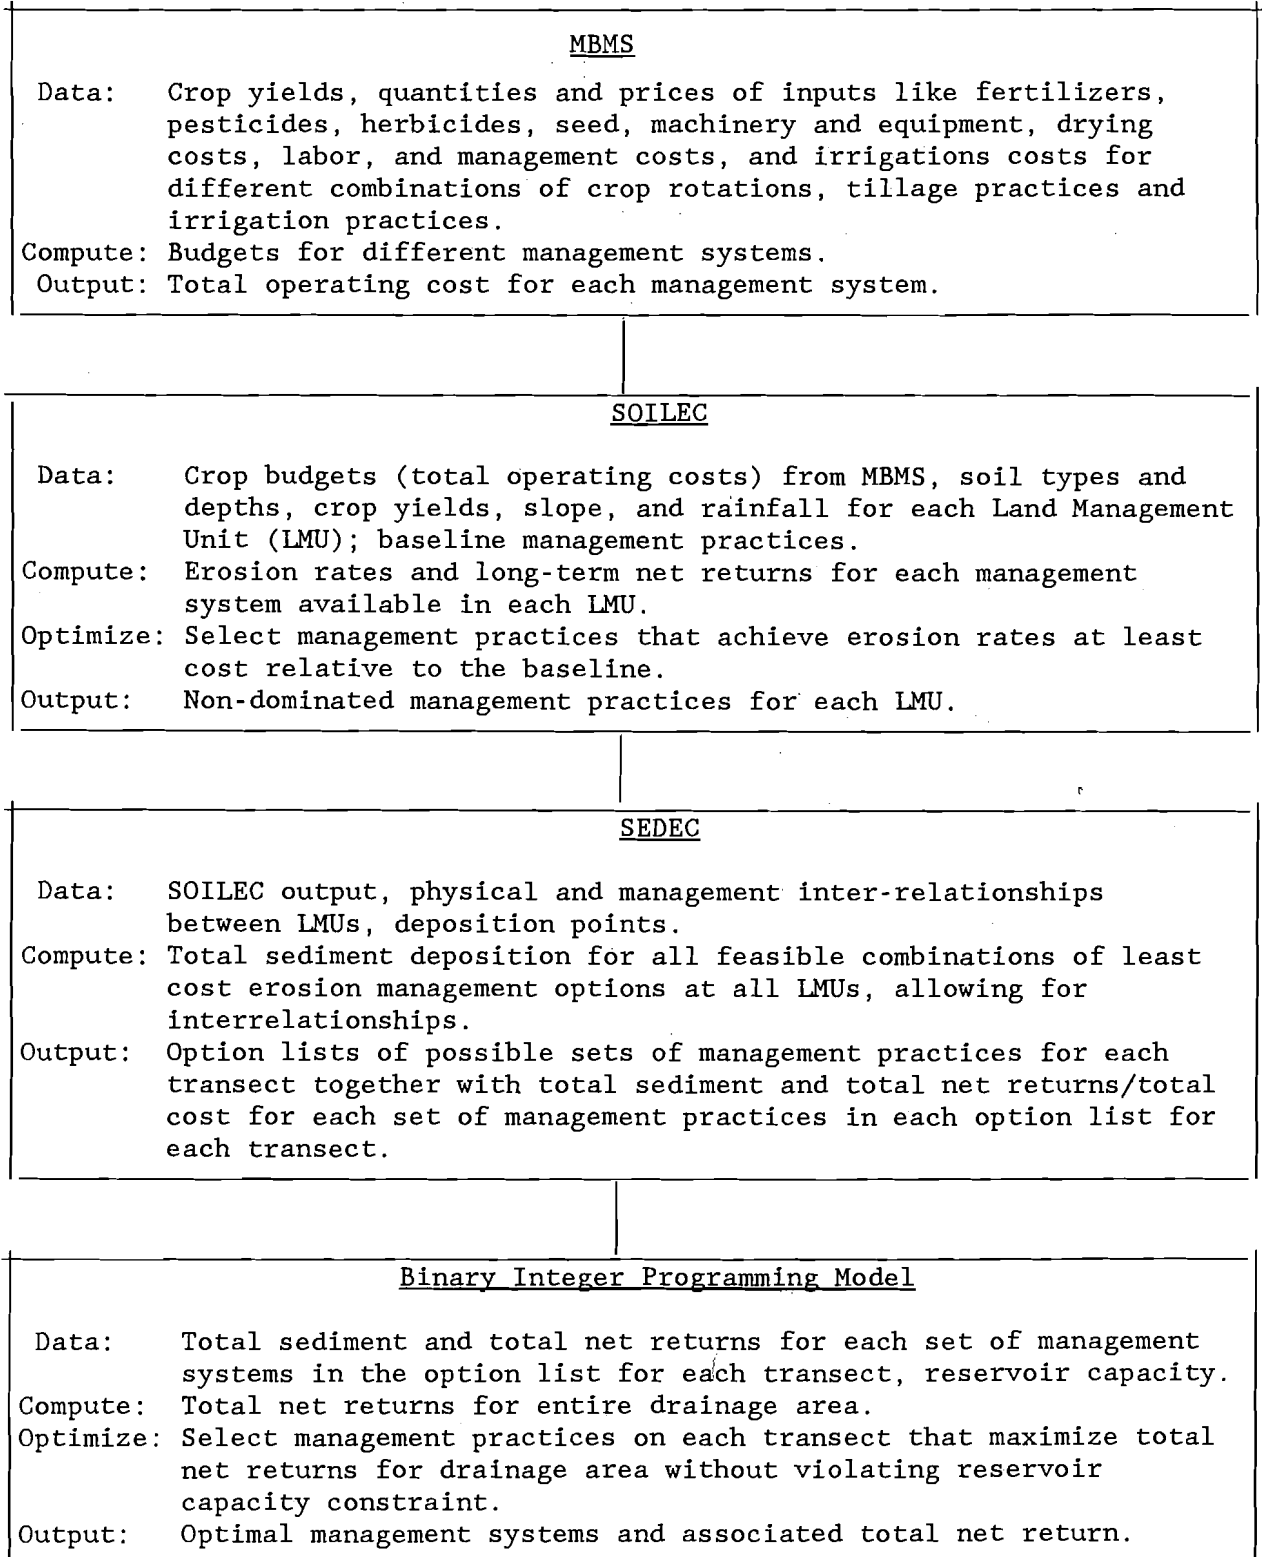 MBMS
Data: Crop yields, quantities and prices of inputs like fertilizers,
pesticides, herbicides, seed, machinery and equipment, drying
costs, labor, and management costs, and irrigations costs for
different combinations of crop rotations, tillage practices and
irrigation practices.
Compute: Budgets for different management systems.
Output: Total operating cost for each management system.
SOILEC
Data: Crop budgets (total operating costs) from MBMS, soil types and
depths, crop yields, slope, and rainfall for each Land Management
Unit (LMU); baseline management practices.
Compute: Erosion rates and long-term net returns for each management
system available in each LMU.
Optimize: Select management practices that achieve erosion rates at least
cost relative to the baseline.
Output: Non-dominated management practices for each LMU.
SEDEC
Data: SOILEC output, physical and management inter-relationships
between LMUs, deposition points.
Compute: Total sediment deposition for all feasible combinations of least
cost erosion management options at all LMUs, allowing for
interrelationships.
Output: Option lists of possible sets of management practices for each
transect together with total sediment and total net returns/total
cost for each set of management practices in each option list for
each transect.
Binary Integer Programming Model
Data: Total sediment and total net returns for each set of management
systems in the option list for each transect, reservoir capacity.
Compute: Total net returns for entire drainage area.
Optimize: Select management practices on each transect that maximize total
net returns for drainage area without violating reservoir
capacity constraint.
Output: Optimal management systems and associated total net return.